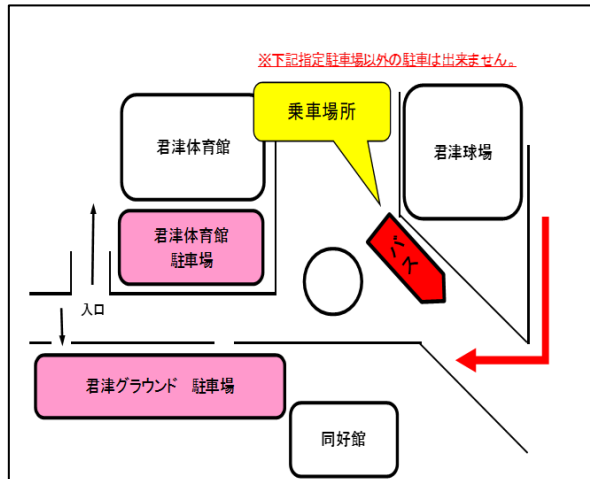 ※下記指定駐車場以外の駐車は出来ません。
乗車場所
君津体育館
君津球場
君津体育館
駐車場
バス
入口
君津グラウンド 駐車場
同好館